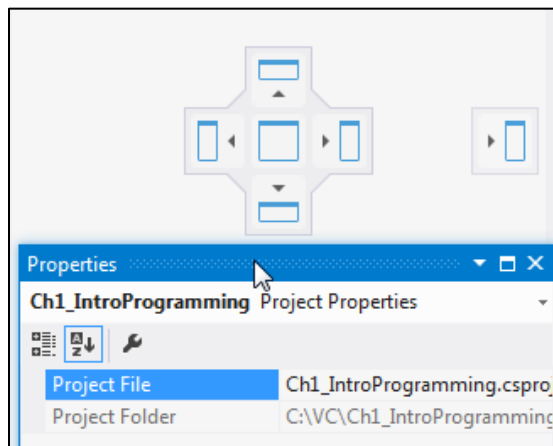 Properties
Ch1_IntroProgramming Project Properties
Project File Ch1_IntroProgramming.csproj
Project Folder C:\VC\Ch1_IntroProgramming